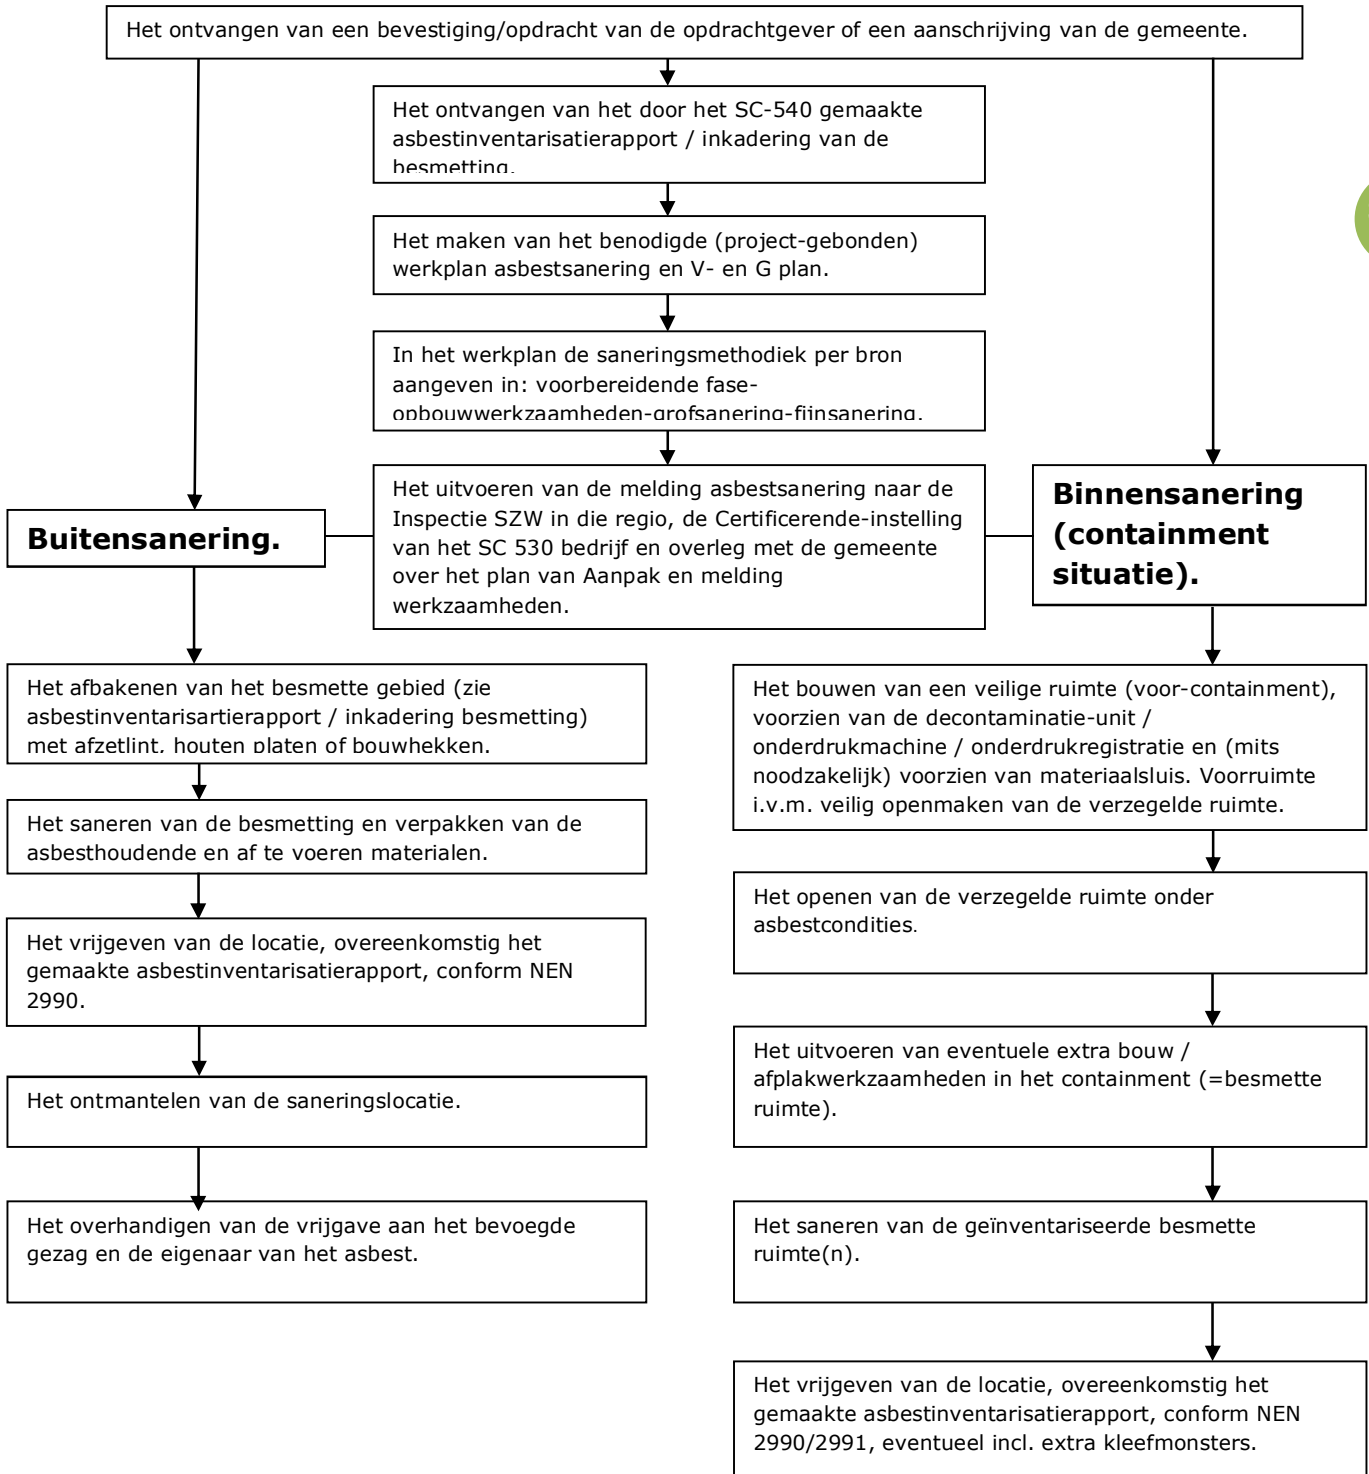 Het ontvangen van een bevestiging/opdracht van de opdrachtgever of een aanschrijving van de gemeente.
Het ontvangen van het door het SC-540 gemaakte
asbestinventarisatierapport / inkadering van de
besmetting.
Het maken van het benodigde (project-gebonden)
werkplan asbestsanering en V- en G plan.
In het werkplan de saneringsmethodiek per bron
aangeven in: voorbereidende fase-
opbouwwerkzaamheden-grofsanering-fijnsanering.
Het uitvoeren van de melding asbestsanering naar de
Inspectie SZW in die regio, de Certificerende-instelling
van het SC 530 bedrijf en overleg met de gemeente
over het plan van Aanpak en melding
werkzaamheden.
Buitensanering.
Binnensanering
(containment
situatie).
Het afbakenen van het besmette gebied (zie
asbestinventarisartierapport / inkadering besmetting)
met afzetlint, houten platen of bouwhekken.
Het saneren van de besmetting en verpakken van de
asbesthoudende en af te voeren materialen.
Het vrijgeven van de locatie, overeenkomstig het
gemaakte asbestinventarisatierapport, conform NEN
2990.
Het ontmantelen van de saneringslocatie.
Het overhandigen van de vrijgave aan het bevoegde
gezag en de eigenaar van het asbest.
Het bouwen van een veilige ruimte (voor-containment),
voorzien van de decontaminatie-unit /
onderdrukmachine / onderdrukregistratie en (mits
noodzakelijk) voorzien van materiaalsluis. Voorruimte
i.v.m. veilig openmaken van de verzegelde ruimte.
Het openen van de verzegelde ruimte onder
asbestcondities.
Het uitvoeren van eventuele extra bouw /
afplakwerkzaamheden in het containment (=besmette
ruimte).
Het saneren van de geïnventariseerde besmette
ruimte(n).
Het vrijgeven van de locatie, overeenkomstig het
gemaakte asbestinventarisatierapport, conform NEN
2990/2991, eventueel incl. extra kleefmonsters.